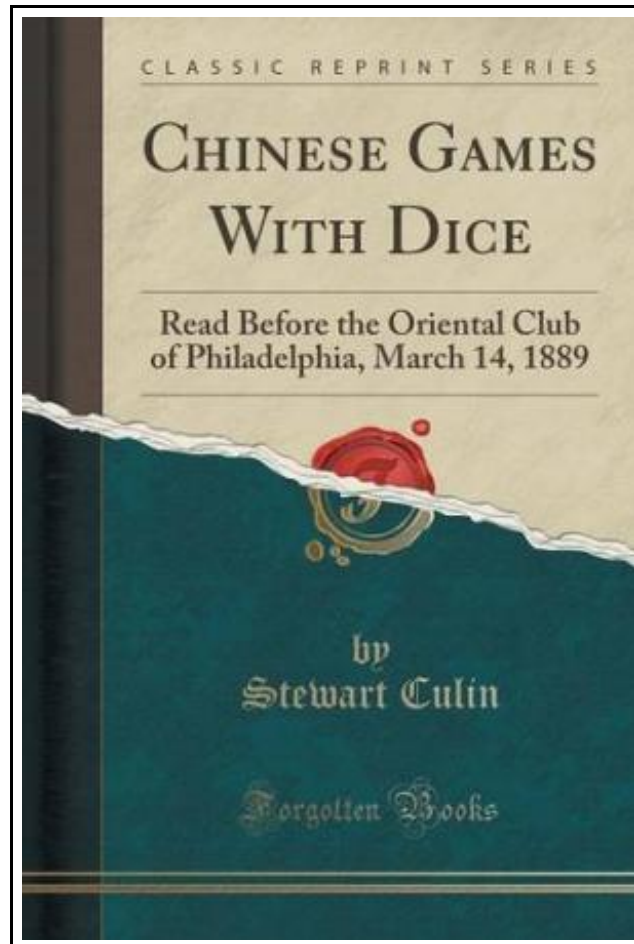 CLASSIC REPRINT SERIES
CHINESE GAMES
WITH DICE
Read Before the Oriental Club
of Philadelphia, March 14, 1889
by
Stewart Culin
Forgotten Books